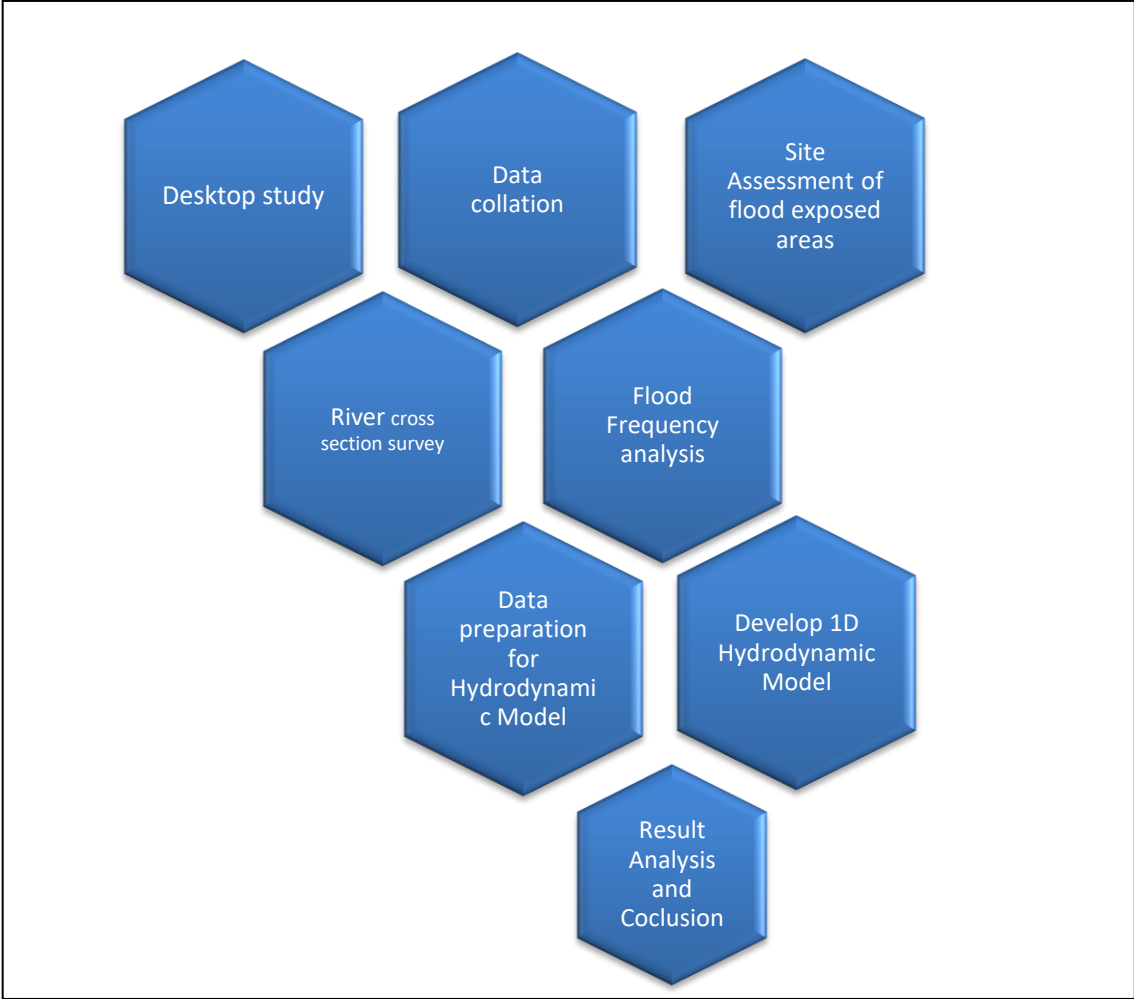 Desktop study
Data
collation
Site
Assessment of
flood exposed
areas
River cross
section survey
Flood
Frequency
analysis
Data
preparation
for
Hydrodynami
c Model
Develop 1D
Hydrodynamic
Model
Result
Analysis
and
Coclusion